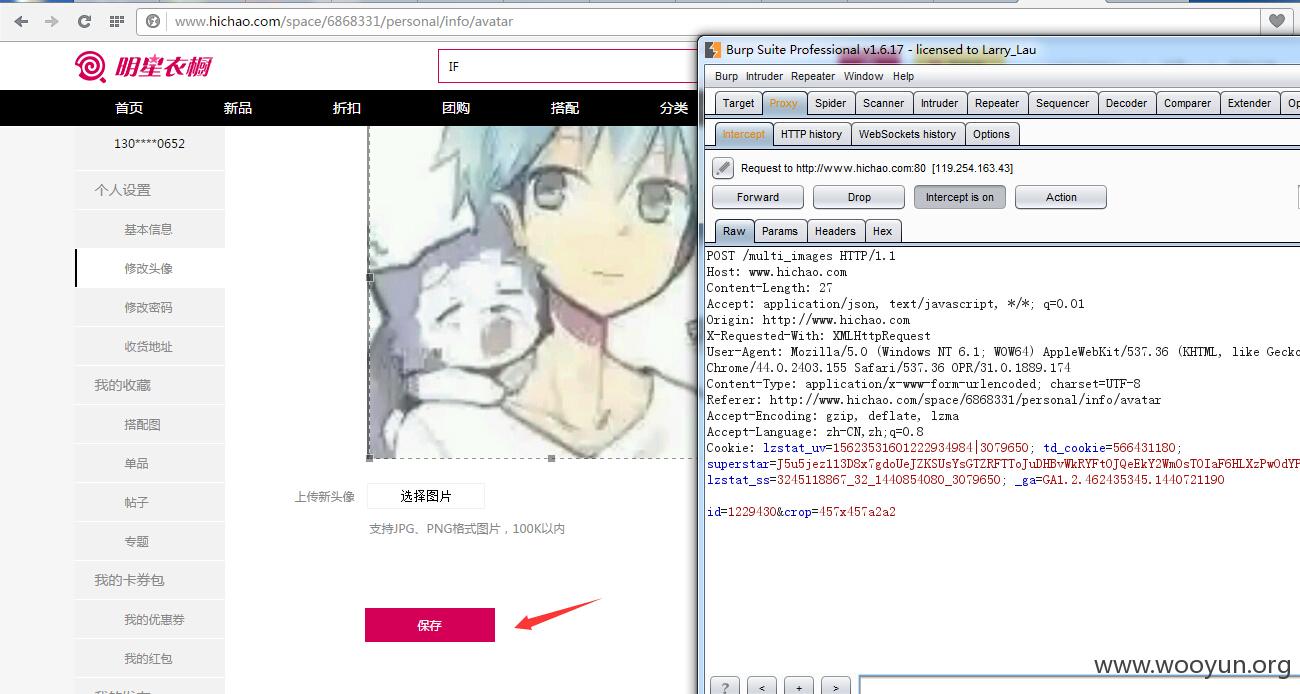 www.hichao.com/space/6868331/personal/info/avatar
明星衣橱
IF
首页 新品 折扣 团购 搭配 分类
130****0652
个人设置
基本信息
修改头像
修改密码
收货地址
我的收藏
搭配图
单品
帖子
专题
我的卡券包
我的优惠券
我的红包
上传新头像 选择图片
支持JPG、PNG格式图片，100K以内
保存
Burp Suite Professional v1.6.17 - licensed to Larry_Lau
Burp Intruder Repeater Window Help
Target Proxy Spider Scanner Intruder Repeater Sequencer Decoder Comparer Extender Op
Intercept HTTP history WebSockets history Options
Request to http://www.hichao.com:80 [119.254.163.43]
Forward Drop Intercept is on Action
Raw Params Headers Hex
POST /multi_images HTTP/1.1
Host: www.hichao.com
Content-Length: 27
Accept: application/json, text/javascript, */*; q=0.01
Origin: http://www.hichao.com
X-Requested-With: XMLHttpRequest
User-Agent: Mozilla/5.0 (Windows NT 6.1; WOW64) AppleWebKit/537.36 (KHTML, like Gecko
Chrome/44.0.2403.155 Safari/537.36 OPR/31.0.1889.174
Content-Type: application/x-www-form-urlencoded; charset=UTF-8
Referer: http://www.hichao.com/space/6868331/personal/info/avatar
Accept-Encoding: gzip, deflate, lzma
Accept-Language: zh-CN,zh;q=0.8
Cookie: lzstat_uv=15623531601222934984|3079650; td_cookie=566431180;
superstar=J5u5jez113D8x7gdoUeJZKSUsYsGTZRFTToJuDHBvWkRYFtOJQeEkY2WmOsTOIaF6HLXzPwOdYF
lzstat_ss=3245118867_32_1440854080_3079650; _ga=GA1.2.462435345.1440721190
id=1229430&crop=457x457a2a2
? < + >
www.wooyun.org